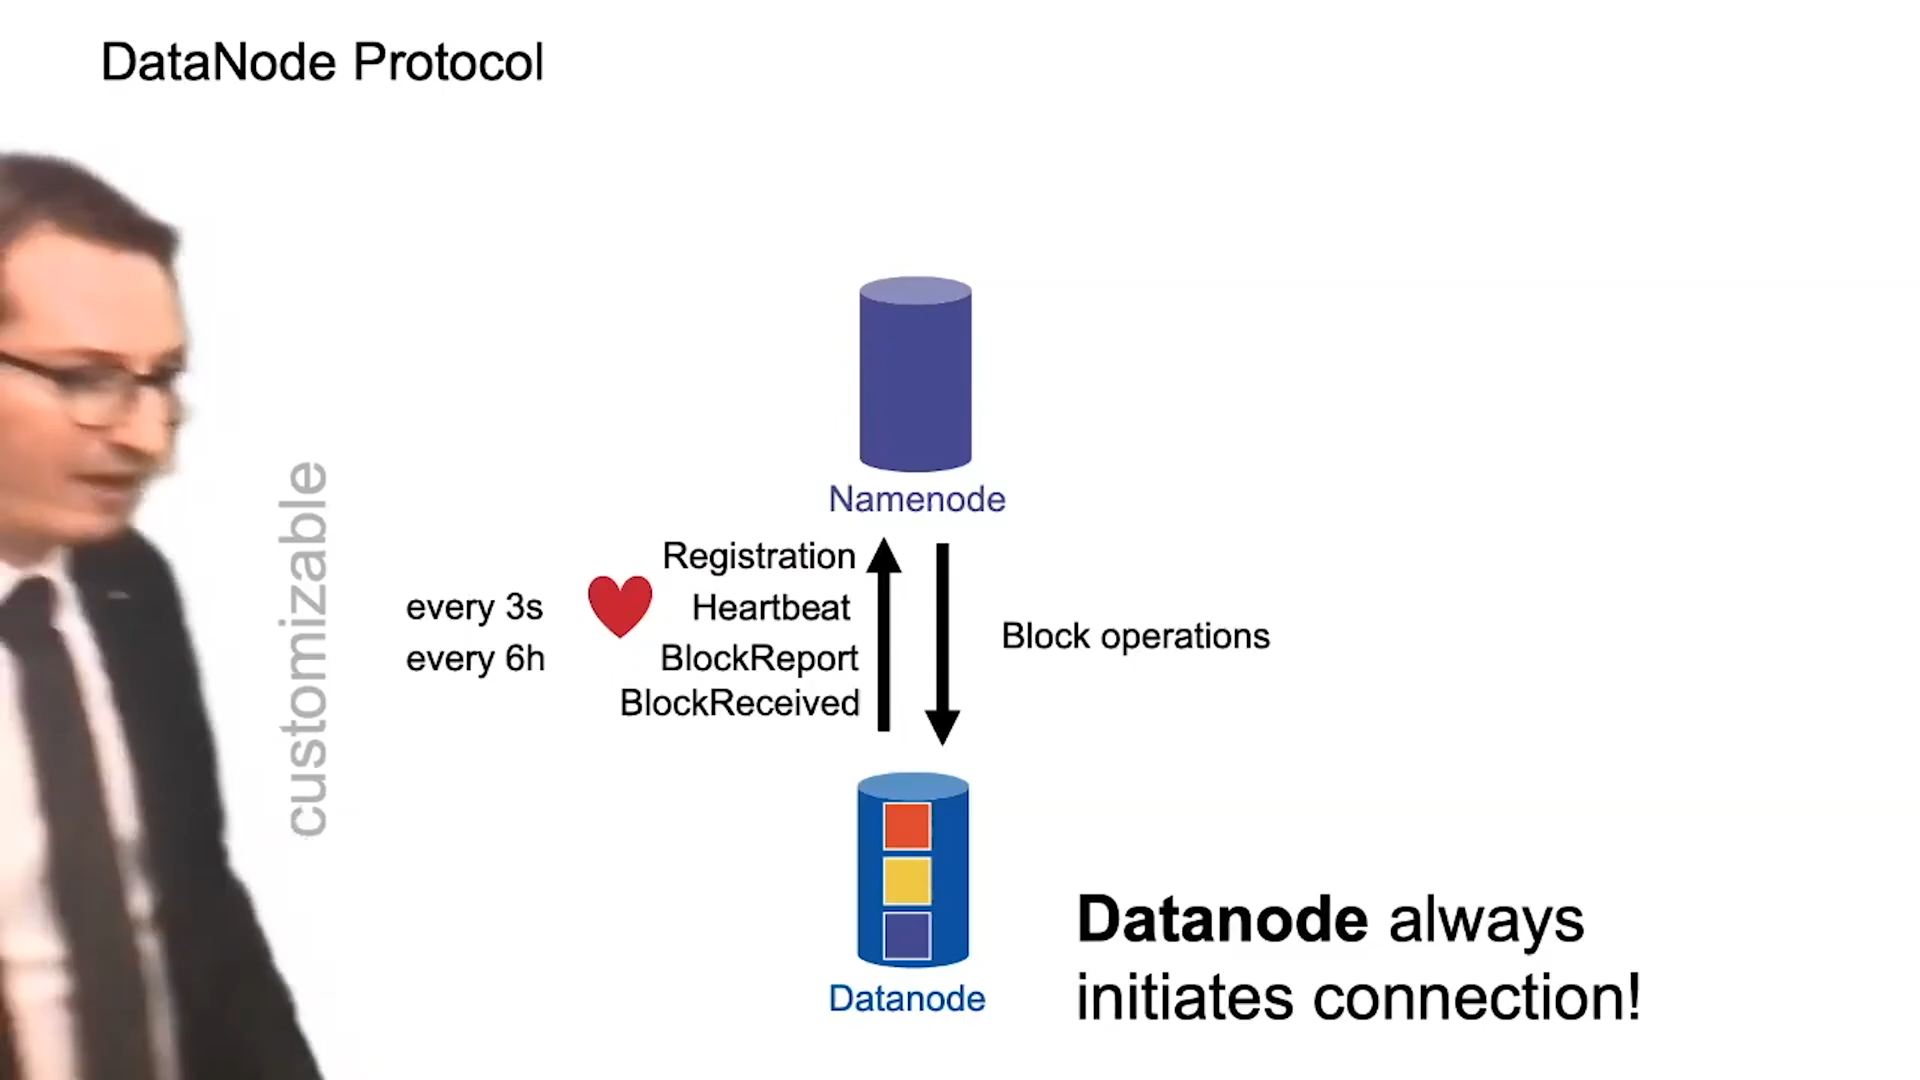 DataNode Protocol
customizable
Namenode
Registration
every 3s
Heartbeat
every 6h
BlockReport
BlockReceived
Block operations
Datanode
Datanode always
initiates connection!